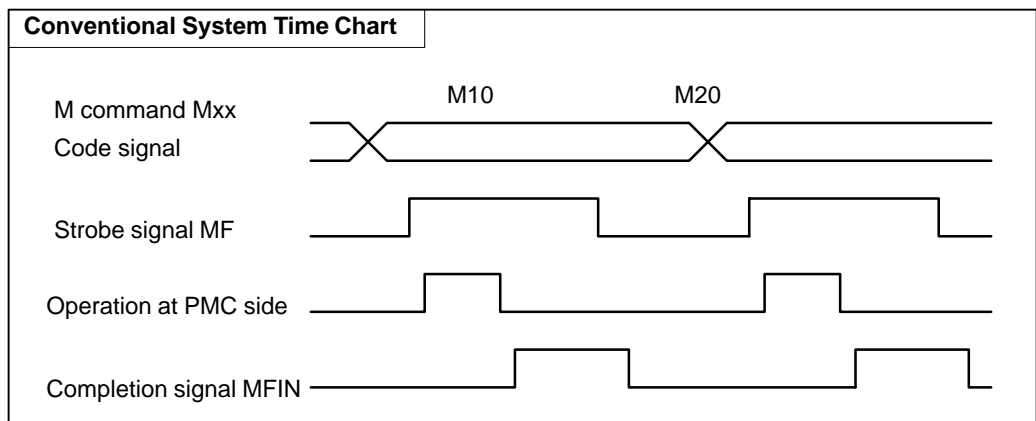 Conventional System Time Chart
M10 M20
M command Mxx
Code signal
Strobe signal MF
Operation at PMC side
Completion signal MFIN